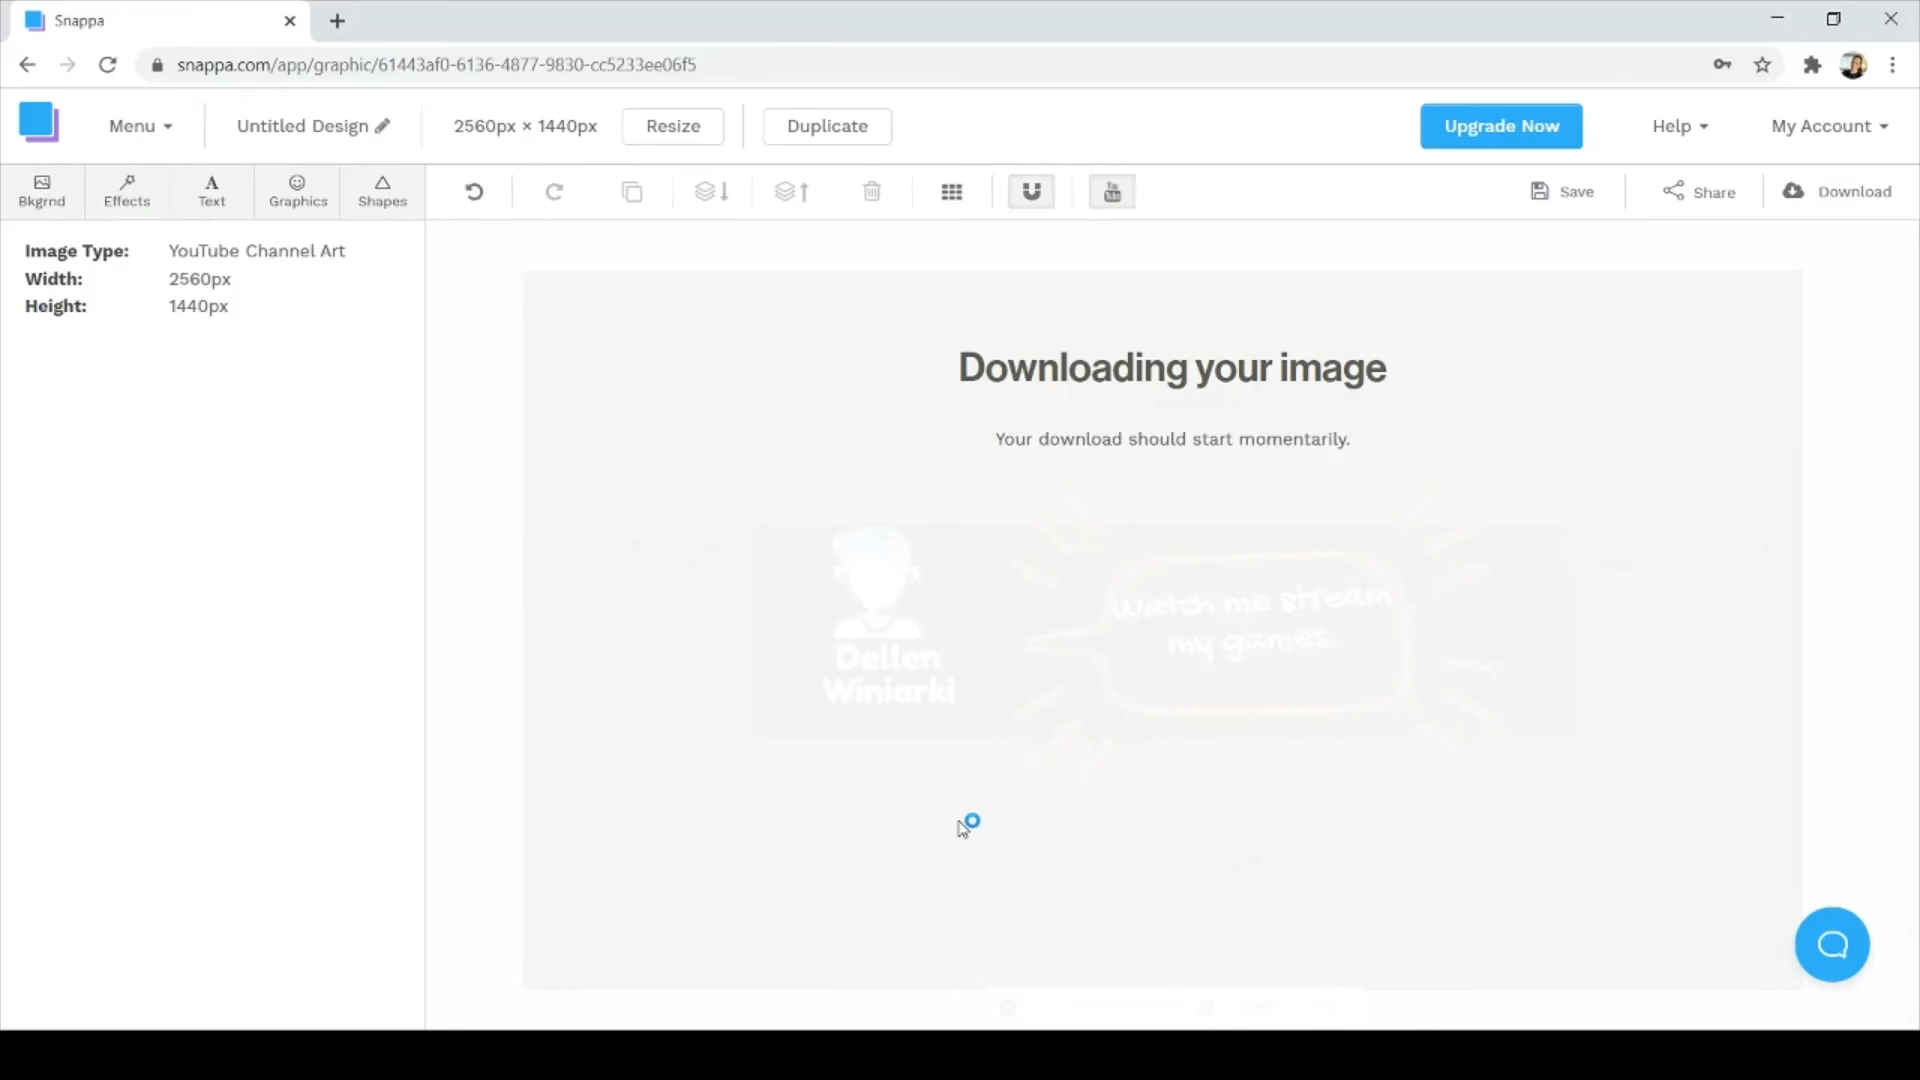 Snappa
snappa.com/app/graphic/61443af0-6136-4877-9830-cc5233ee06f5
Menu
Untitled Design
2560px × 1440px
Resize
Duplicate
Upgrade Now
Help
My Account
Bkgrnd
Effects
Text
Graphics
Shapes
You
Save
Share
Download
Image Type: YouTube Channel Art
Width: 2560px
Height: 1440px
Downloading your image
Your download should start momentarily.
Dellen
Winiarki
Watch me stream
my games